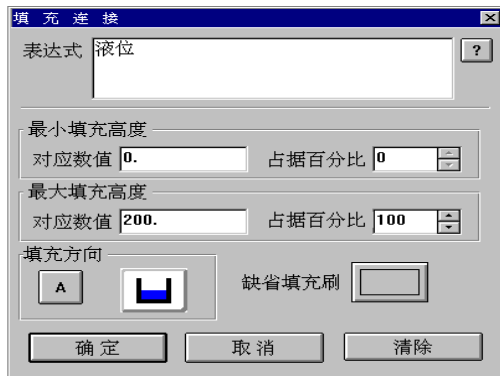 填 充 连 接
表达式 液位 ?
最小填充高度
对应数值 0. 占据百分比 0
最大填充高度
对应数值 200. 占据百分比 100
填充方向
A 缺省填充刷
确定 取消 清除